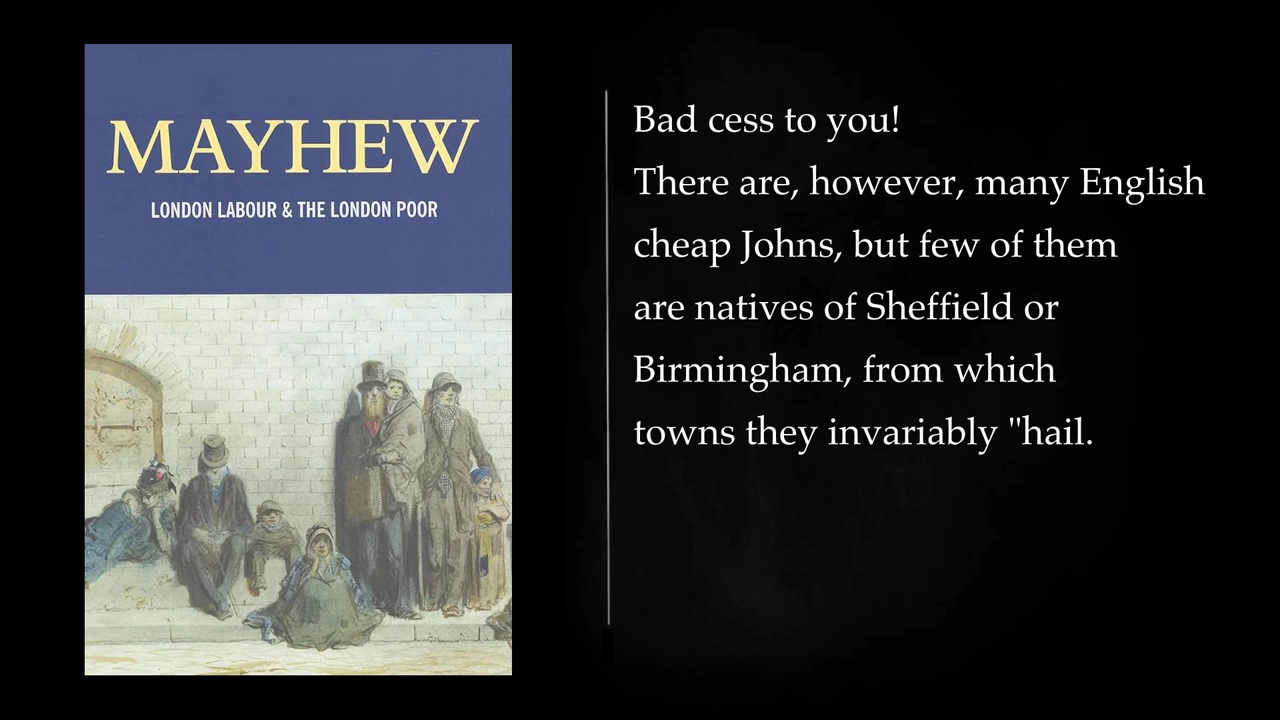 MAYHEW
LONDON LABOUR & THE LONDON POOR
Bad cess to you!
There are, however, many English
cheap Johns, but few of them
are natives of Sheffield or
Birmingham, from which
towns they invariably "hail.